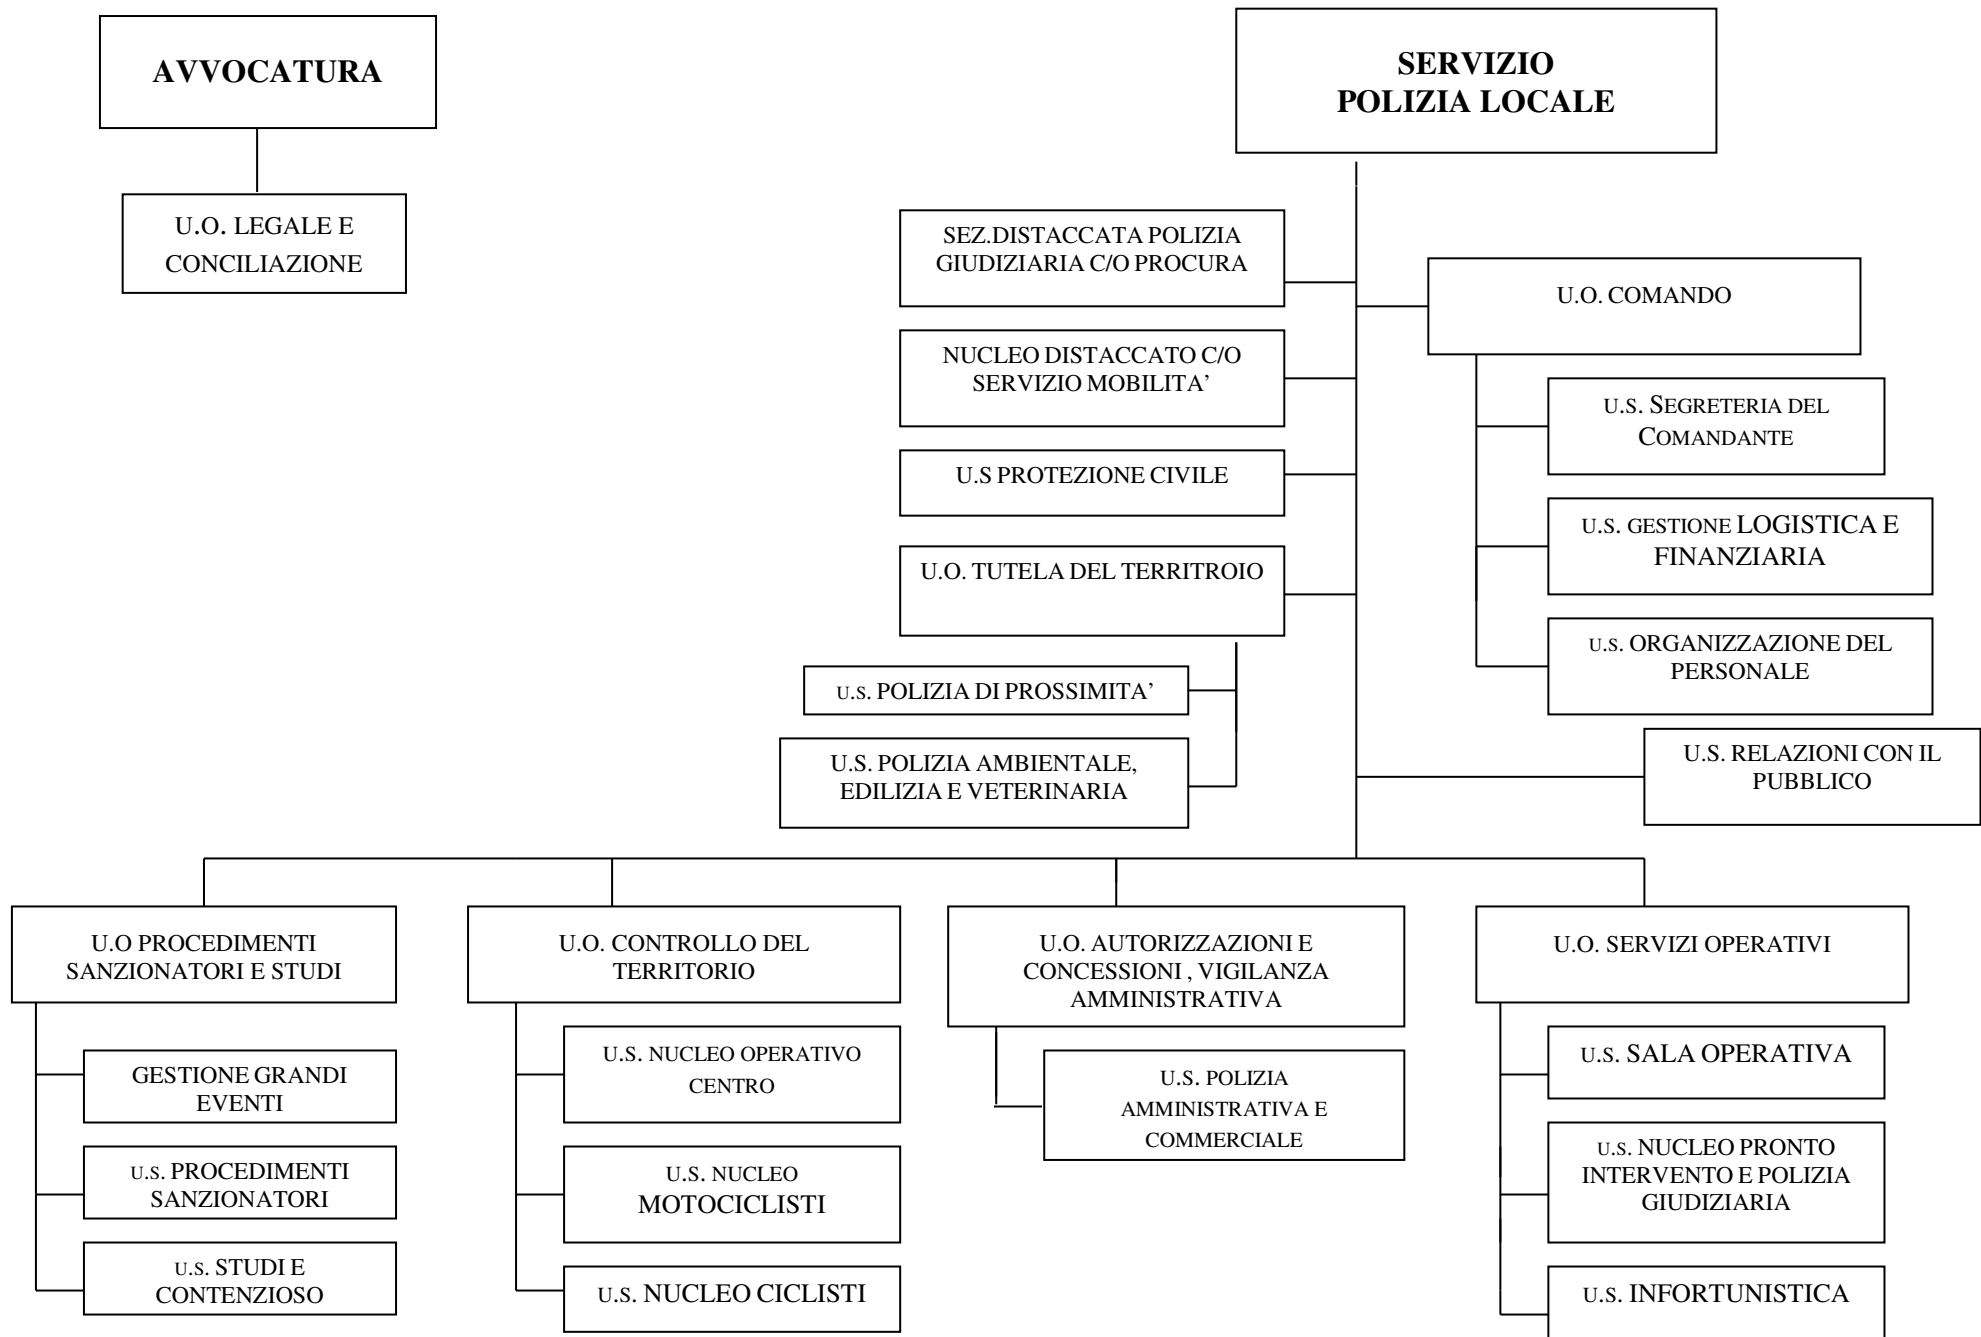 AVVOCATURA
U.O. LEGALE E
CONCILIAZIONE
SERVIZIO
POLIZIA LOCALE
SEZ.DISTACCATA POLIZIA
GIUDIZIARIA C/O PROCURA
NUCLEO DISTACCATO C/O
SERVIZIO MOBILITA’
U.S PROTEZIONE CIVILE
U.O. TUTELA DEL TERRITROIO
U.S. POLIZIA DI PROSSIMITA’
U.S. POLIZIA AMBIENTALE,
EDILIZIA E VETERINARIA
U.O. COMANDO
U.S. SEGRETERIA DEL
COMANDANTE
U.S. GESTIONE LOGISTICA E
FINANZIARIA
U.S. ORGANIZZAZIONE DEL
PERSONALE
U.S. RELAZIONI CON IL
PUBBLICO
U.O PROCEDIMENTI
SANZIONATORI E STUDI
GESTIONE GRANDI
EVENTI
U.S. PROCEDIMENTI
SANZIONATORI
U.S. STUDI E
CONTENZIOSO
U.O. CONTROLLO DEL
TERRITORIO
U.S. NUCLEO OPERATIVO
CENTRO
U.S. NUCLEO
MOTOCICLISTI
U.S. NUCLEO CICLISTI
U.O. AUTORIZZAZIONI E
CONCESSIONI , VIGILANZA
AMMINISTRATIVA
U.S. POLIZIA
AMMINISTRATIVA E
COMMERCIALE
U.O. SERVIZI OPERATIVI
U.S. SALA OPERATIVA
U.S. NUCLEO PRONTO
INTERVENTO E POLIZIA
GIUDIZIARIA
U.S. INFORTUNISTICA